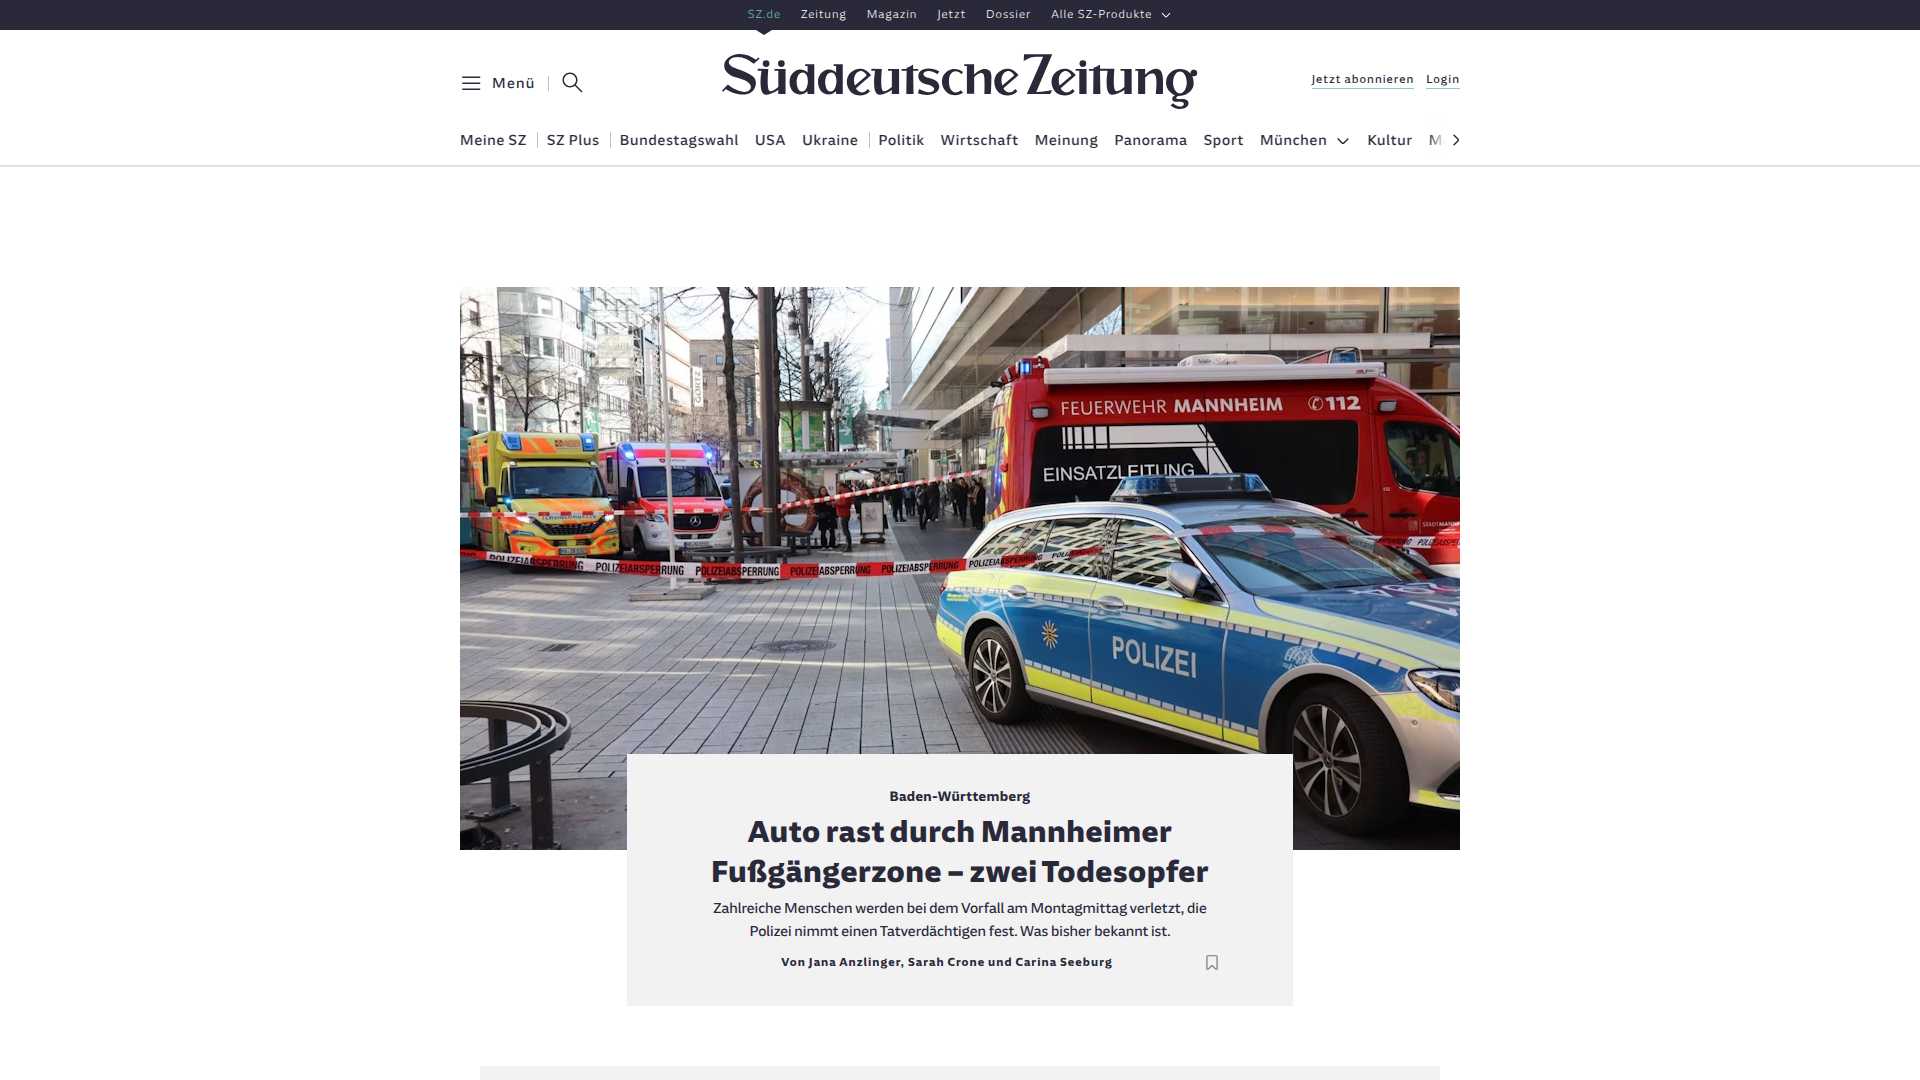 SZ.de Zeitung Magazin Jetzt Dossier Alle SZ-Produkte
Menü
Süddeutsche Zeitung
Jetzt abonnieren Login
Meine SZ SZ Plus Bundestagswahl USA Ukraine Politik Wirtschaft Meinung Panorama Sport München Kultur M
FEUERWEHR MANNHEIM 112
EINSATZLEITUNG
POLIZEIABSPERRUNG POLIZEIABSPERRUNG POLIZEIABSPERRUNG POLIZEIABSPERRUNG POLIZEIABSPERRUNG POLIZEIABSPERRUNG
POLIZEI
Baden-Württemberg
Auto rast durch Mannheimer
Fußgängerzone – zwei Todesopfer
Zahlreiche Menschen werden bei dem Vorfall am Montagmittag verletzt, die
Polizei nimmt einen Tatverdächtigen fest. Was bisher bekannt ist.
Von Jana Anzlinger, Sarah Crone und Carina Seeburg